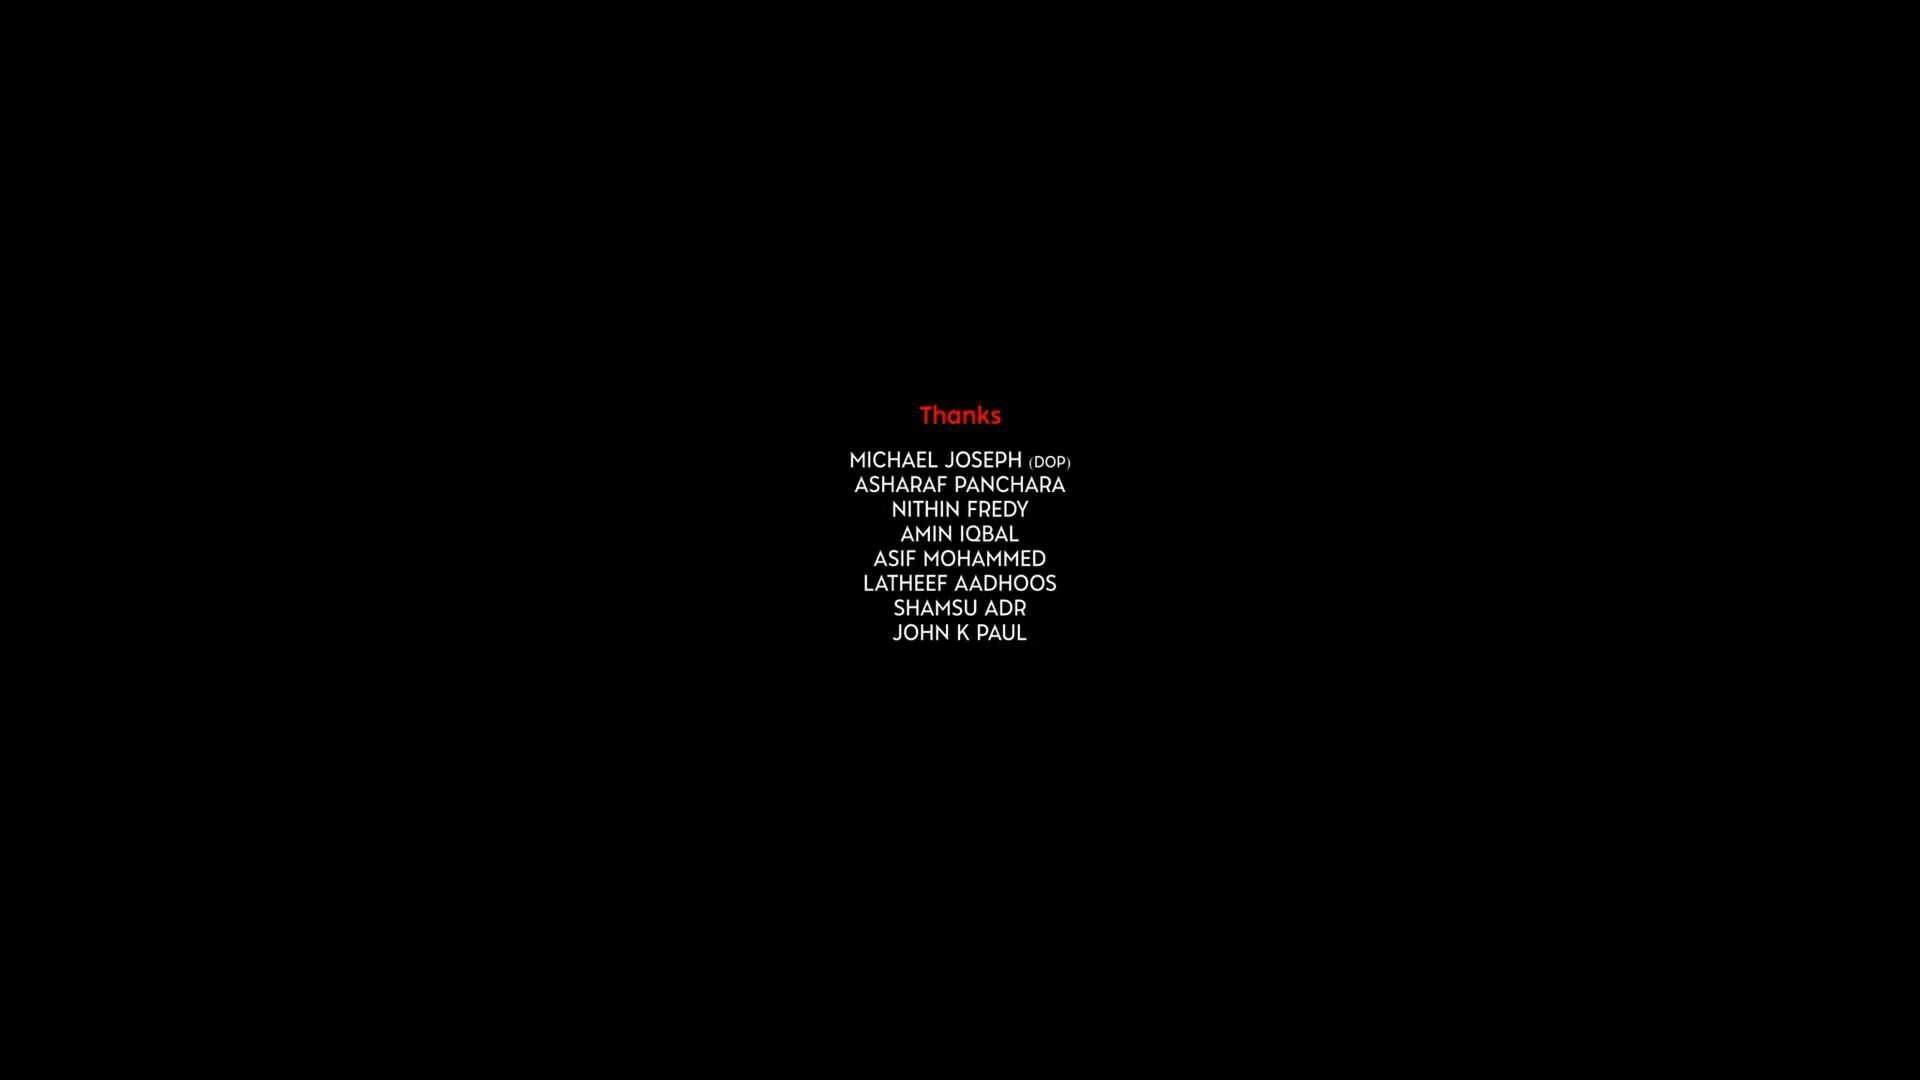 Thanks
MICHAEL JOSEPH (DOP)
ASHARAF PANCHARA
NITHIN FREDY
AMIN IQBAL
ASIF MOHAMMED
LATHEEF AADHOOS
SHAMSU ADR
JOHN K PAUL